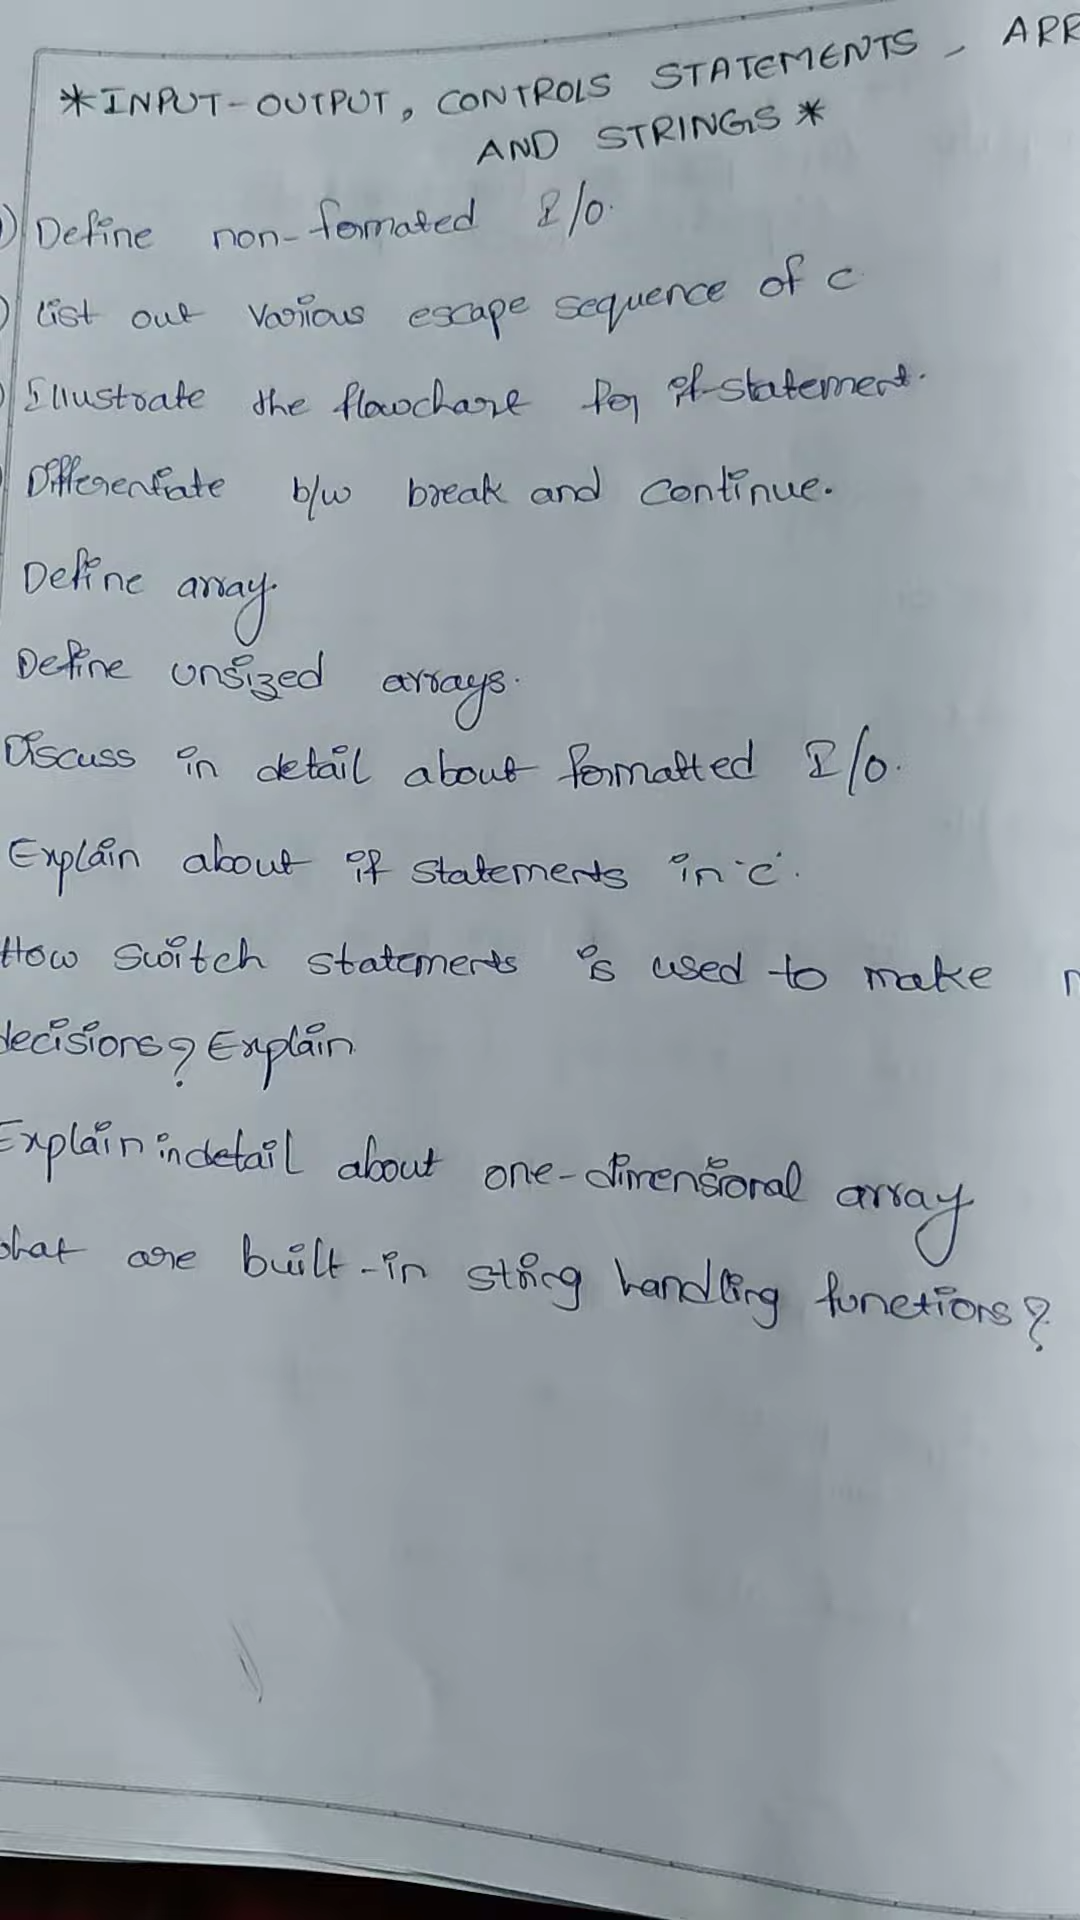 *INPUT-OUTPUT, CONTROLS STATEMENTS, ARR
AND STRINGS*
) Define non-formated I/O.
) List out various escape sequence of c
) Illustrate the flowchart for if-statement.
Differentiate b/w break and continue.
Define array.
Define unsized arrays.
Discuss in detail about formatted I/O.
Explain about if statements in 'c'.
How switch statements is used to make
decisions? Explain
Explain in detail about one-dimensional array
what are built-in string handling functions?